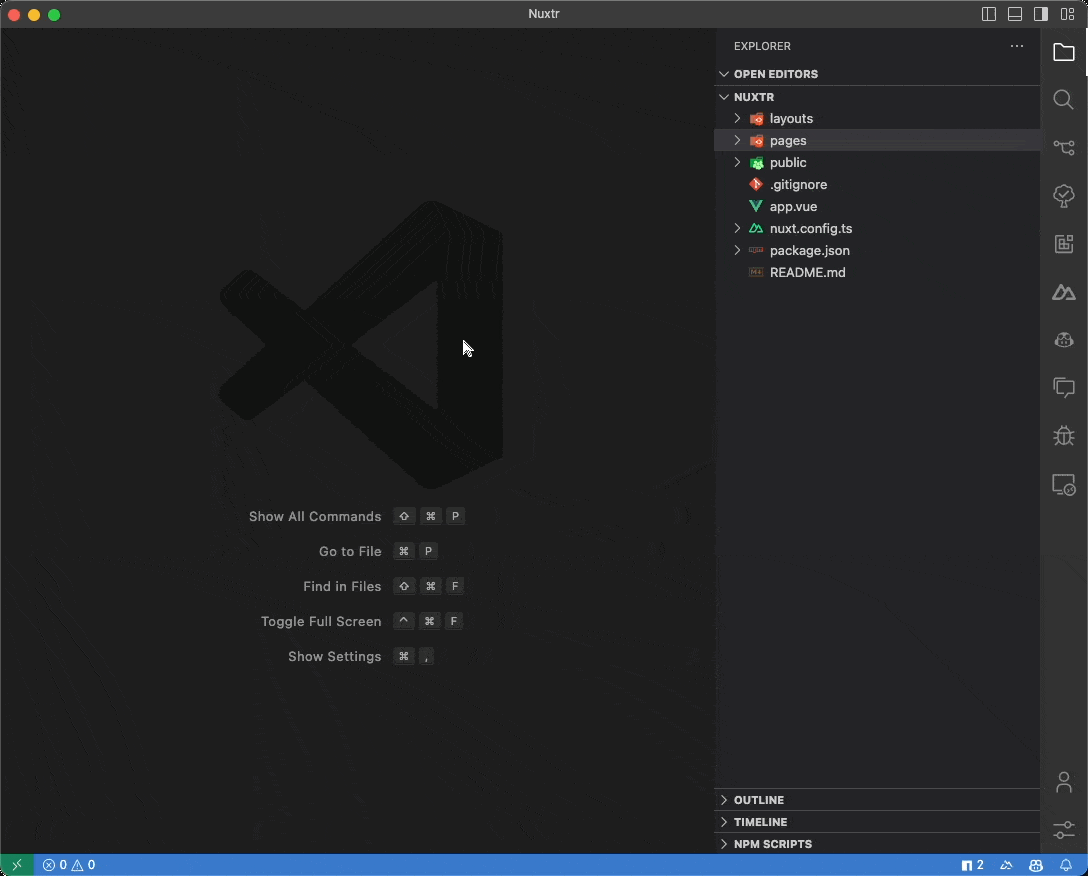 Nuxtr
EXPLORER
OPEN EDITORS
NUXTR
layouts
pages
public
.gitignore
app.vue
nuxt.config.ts
package.json
README.md
Show All Commands ⇧ ⌘ P
Go to File ⌘ P
Find in Files ⇧ ⌘ F
Toggle Full Screen ^ ⌘ F
Show Settings ⌘ ,
OUTLINE
TIMELINE
NPM SCRIPTS
0 0
2